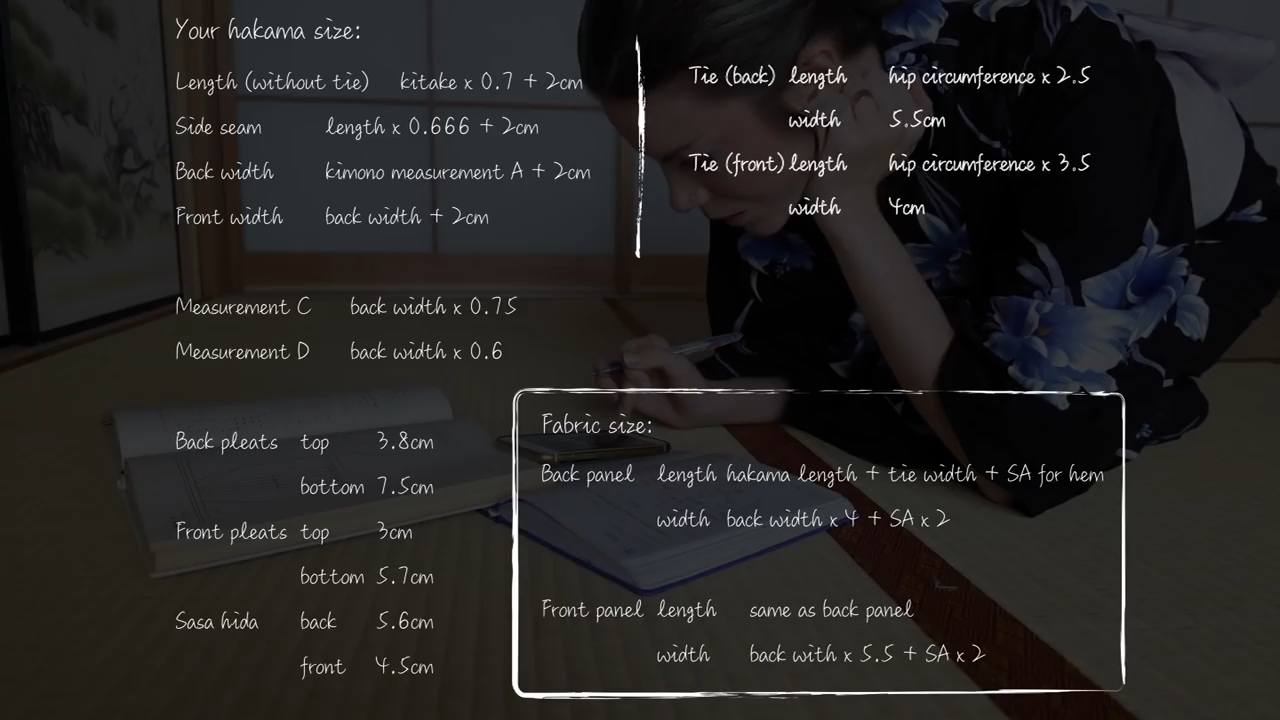 Your hakama size:
Length (without tie) kitake x 0.7 + 2cm
Side seam length x 0.666 + 2cm
Back width kimono measurement A + 2cm
Front width back width + 2cm
Tie (back) length hip circumference x 2.5
width 5.5cm
Tie (front) length hip circumference x 3.5
width 4cm
Measurement C back width x 0.75
Measurement D back width x 0.6
Back pleats top 3.8cm
bottom 7.5cm
Front pleats top 3cm
bottom 5.7cm
Sasa hida back 5.6cm
front 4.5cm
Fabric size:
Back panel length hakama length + tie width + SA for hem
width back width x 4 + SA x 2
Front panel length same as back panel
width back with x 5.5 + SA x 2